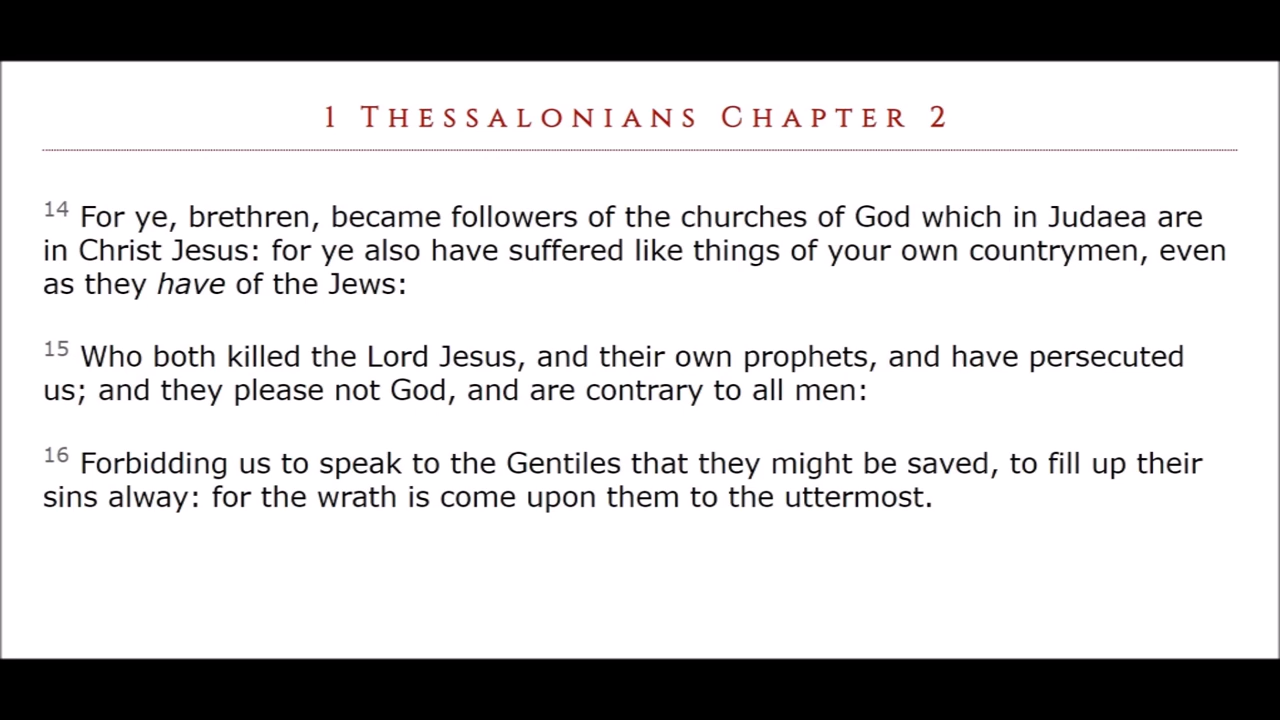 1 Thessalonians Chapter 2
14 For ye, brethren, became followers of the churches of God which in Judaea are
in Christ Jesus: for ye also have suffered like things of your own countrymen, even
as they have of the Jews:
15 Who both killed the Lord Jesus, and their own prophets, and have persecuted
us; and they please not God, and are contrary to all men:
16 Forbidding us to speak to the Gentiles that they might be saved, to fill up their
sins alway: for the wrath is come upon them to the uttermost.